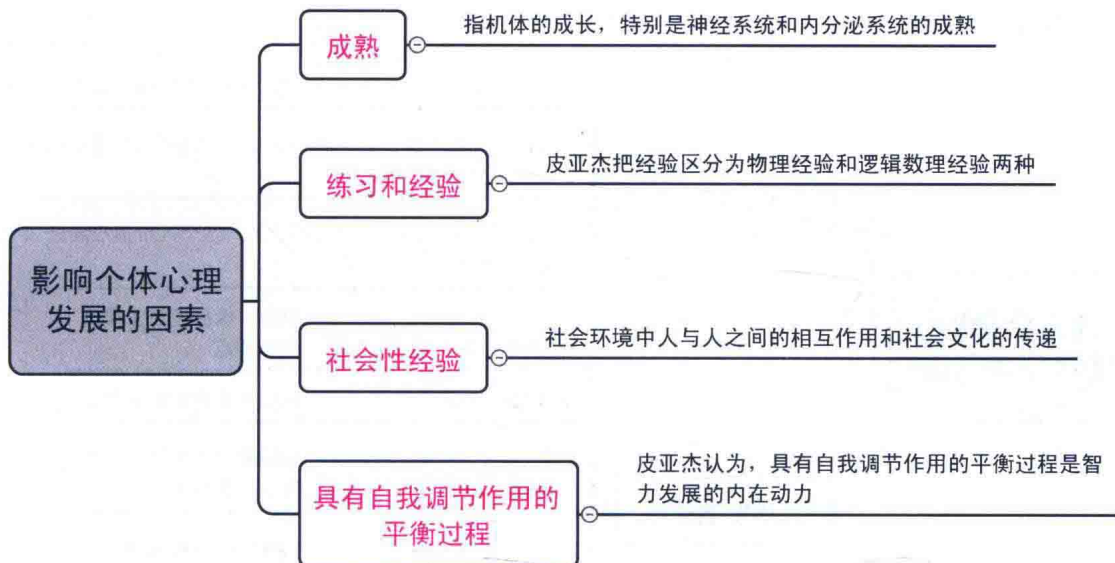 影响个体心理
发展的因素
成熟
指机体的成长，特别是神经系统和内分泌系统的成熟
练习和经验
皮亚杰把经验区分为物理经验和逻辑数理经验两种
社会性经验
社会环境中人与人之间的相互作用和社会文化的传递
具有自我调节作用的
平衡过程
皮亚杰认为，具有自我调节作用的平衡过程是智
力发展的内在动力